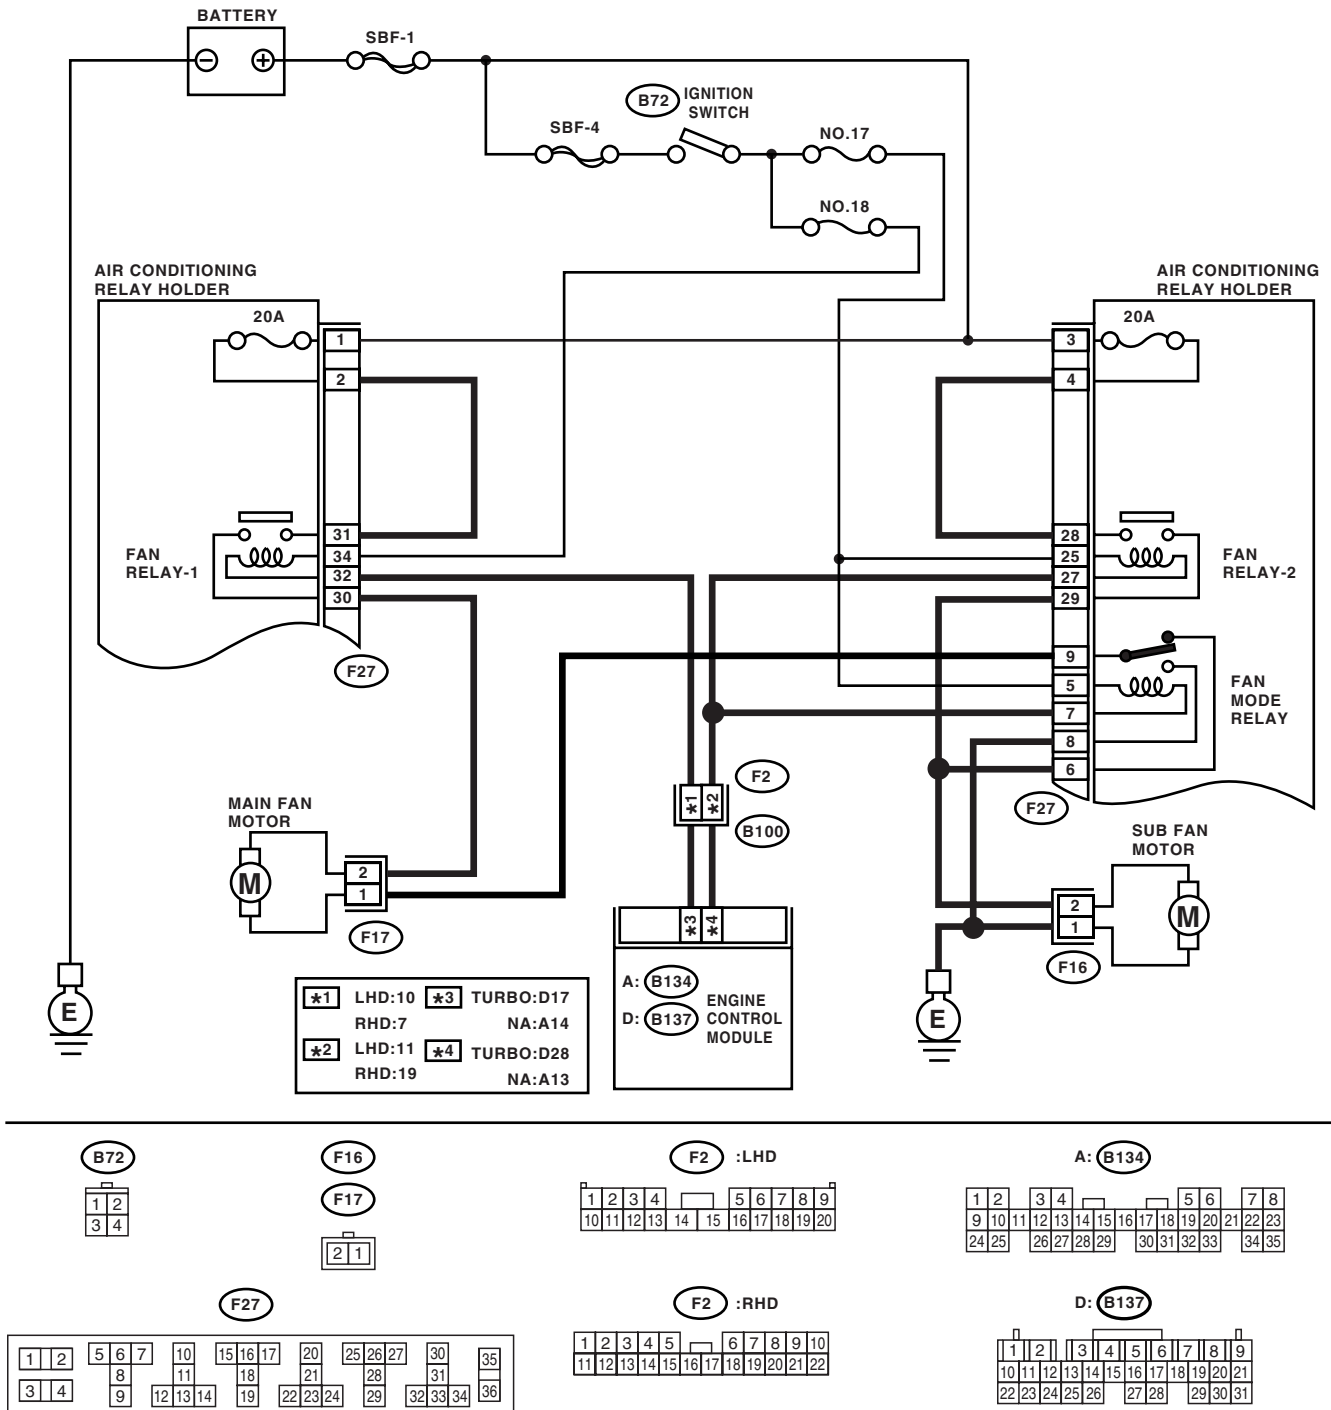 BATTERY
SBF-1
B72
IGNITION
SWITCH
SBF-4
NO.17
NO.18
AIR CONDITIONING
RELAY HOLDER
20A
1
2
31
34
32
30
FAN
RELAY-1
F27
AIR CONDITIONING
RELAY HOLDER
20A
3
4
28
25
27
29
9
5
7
8
6
FAN
RELAY-2
FAN
MODE
RELAY
F27
F2
*1 *2
B100
MAIN FAN
MOTOR
M
2
1
F17
SUB FAN
MOTOR
M
2
1
F16
E
E
*3 *4
A: B134
D: B137
ENGINE
CONTROL
MODULE
*1 LHD:10 *3 TURBO:D17
RHD:7 NA:A14
*2 LHD:11 *4 TURBO:D28
RHD:19 NA:A13
B72
1 2
3 4
F16
F17
2 1
F2 :LHD
1 2 3 4 5 6 7 8 9
10 11 12 13 14 15 16 17 18 19 20
A: B134
1 2 3 4 5 6 7 8
9 10 11 12 13 14 15 16 17 18 19 20 21 22 23
24 25 26 27 28 29 30 31 32 33 34 35
F27
1 2 5 6 7 10 15 16 17 20 25 26 27 30 35
8 11 18 21 28 31
3 4 9 12 13 14 19 22 23 24 29 32 33 34 36
F2 :RHD
1 2 3 4 5 6 7 8 9 10
11 12 13 14 15 16 17 18 19 20 21 22
D: B137
1 2 3 4 5 6 7 8 9
10 11 12 13 14 15 16 17 18 19 20 21
22 23 24 25 26 27 28 29 30 31